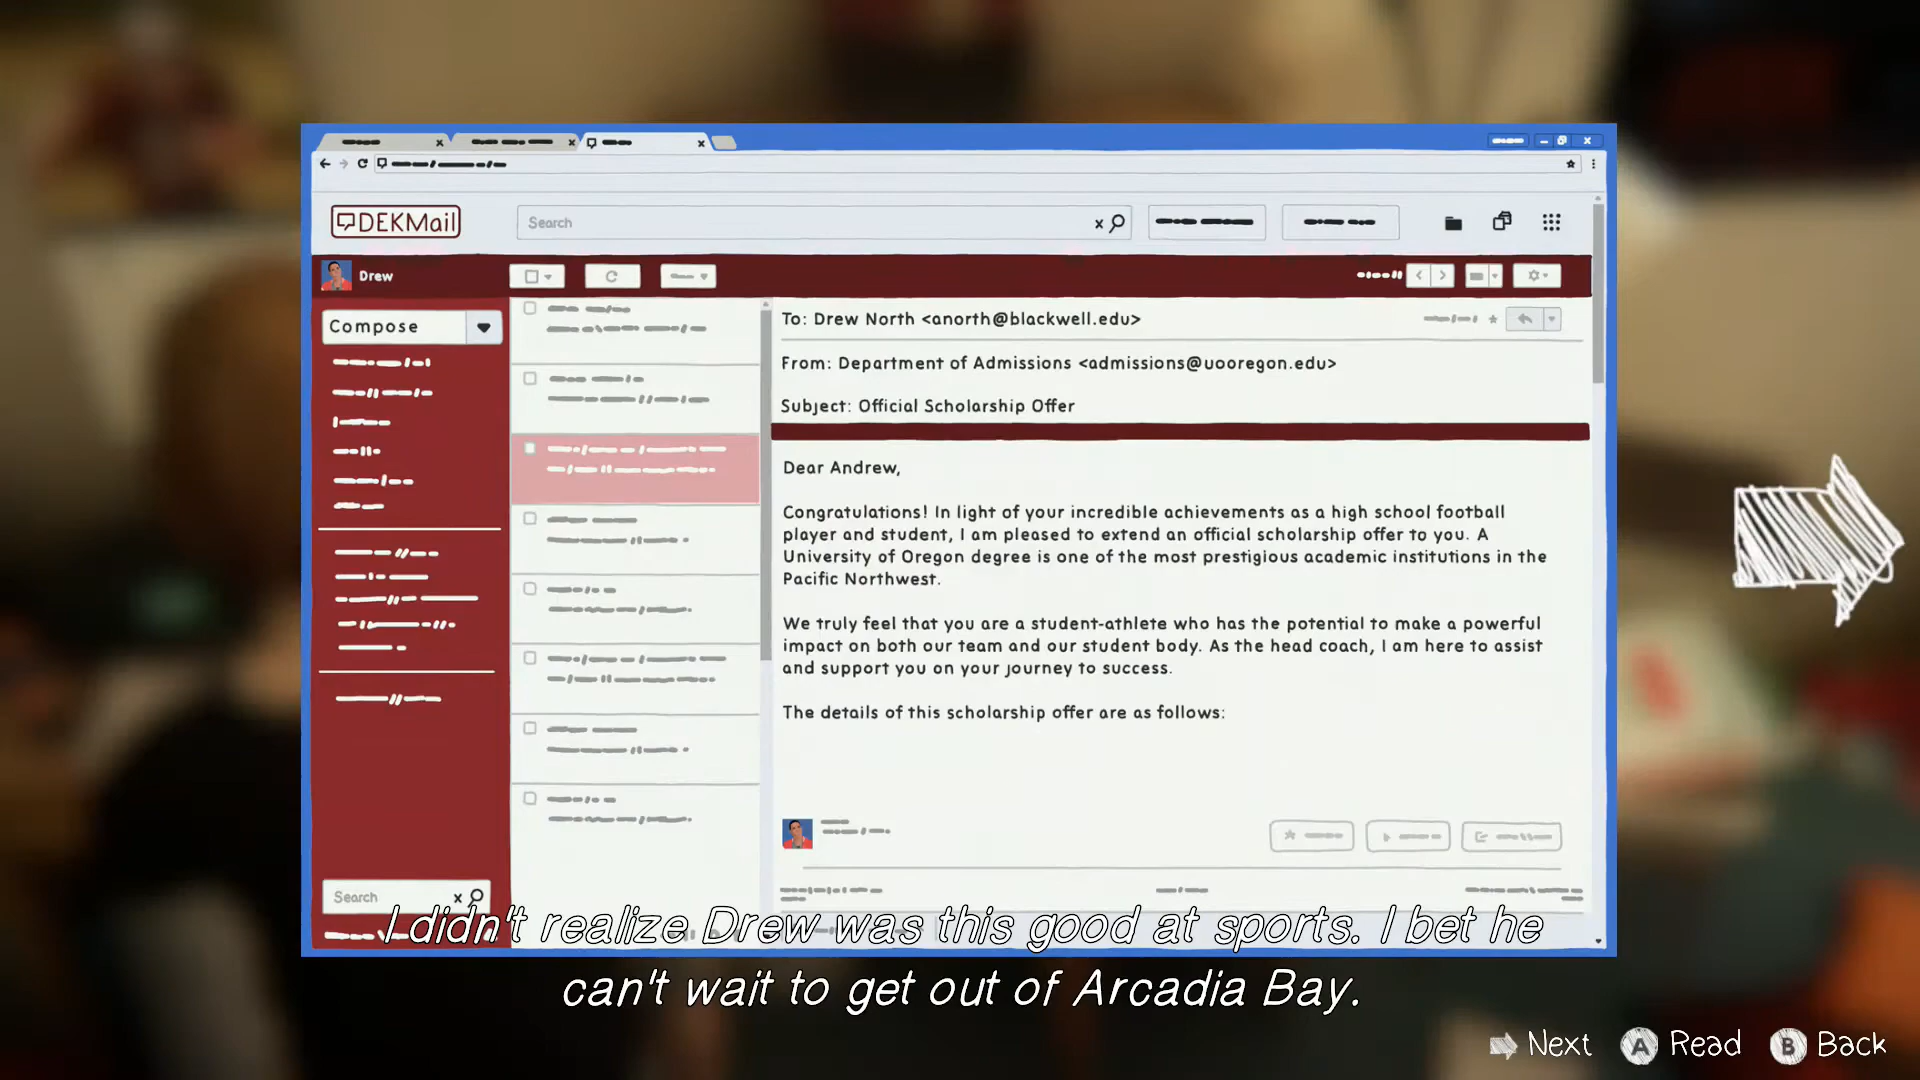 DEKMail
Search
x
Drew
Compose
To: Drew North <anorth@blackwell.edu>
From: Department of Admissions <admissions@uooregon.edu>
Subject: Official Scholarship Offer
Dear Andrew,
Congratulations! In light of your incredible achievements as a high school football
player and student, I am pleased to extend an official scholarship offer to you. A
University of Oregon degree is one of the most prestigious academic institutions in the
Pacific Northwest.
We truly feel that you are a student-athlete who has the potential to make a powerful
impact on both our team and our student body. As the head coach, I am here to assist
and support you on your journey to success.
The details of this scholarship offer are as follows:
Search
x
I didn't realize Drew was this good at sports. I bet he
can't wait to get out of Arcadia Bay.
Next
A Read
B Back